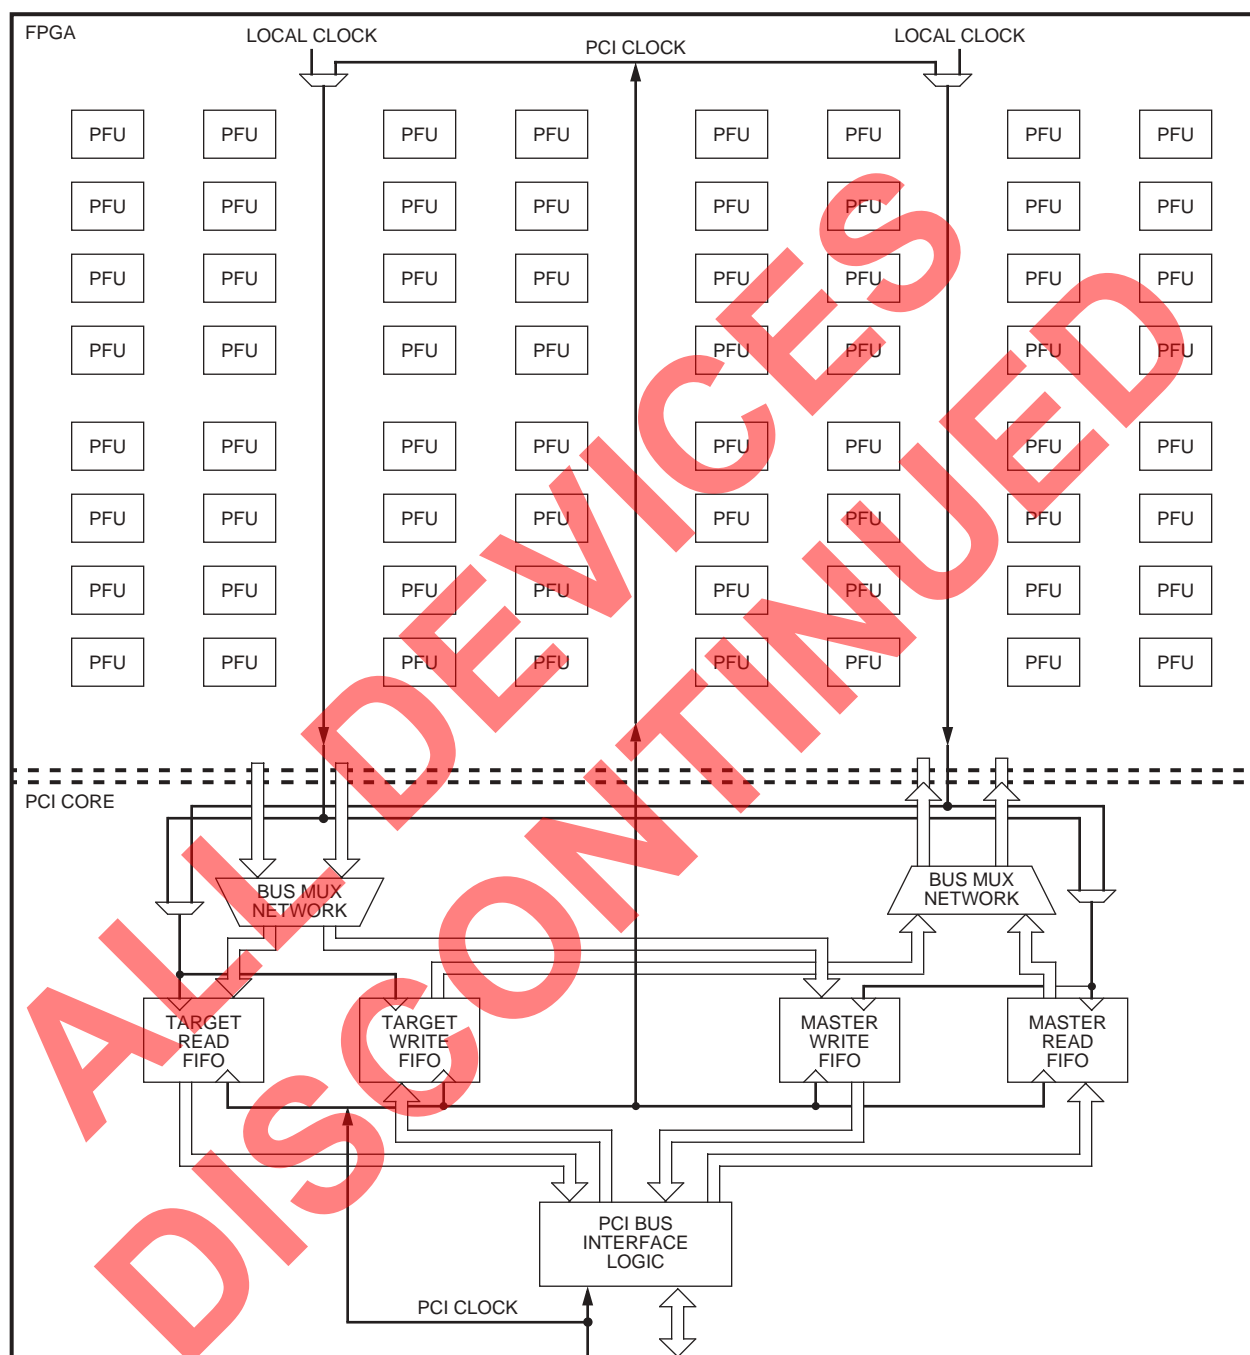 FPGA
LOCAL CLOCK
PCI CLOCK
LOCAL CLOCK
PFU PFU PFU PFU PFU PFU PFU PFU
PFU PFU PFU PFU PFU PFU PFU PFU
PFU PFU PFU PFU PFU PFU PFU PFU
PFU PFU PFU PFU PFU PFU PFU PFU
PFU PFU PFU PFU PFU PFU PFU PFU
PFU PFU PFU PFU PFU PFU PFU PFU
PFU PFU PFU PFU PFU PFU PFU PFU
PFU PFU PFU PFU PFU PFU PFU PFU
PCI CORE
BUS MUX
NETWORK
BUS MUX
NETWORK
TARGET
READ
FIFO
TARGET
WRITE
FIFO
MASTER
WRITE
FIFO
MASTER
READ
FIFO
PCI BUS
INTERFACE
LOGIC
PCI CLOCK
ALL DEVICES
DISCONTINUED